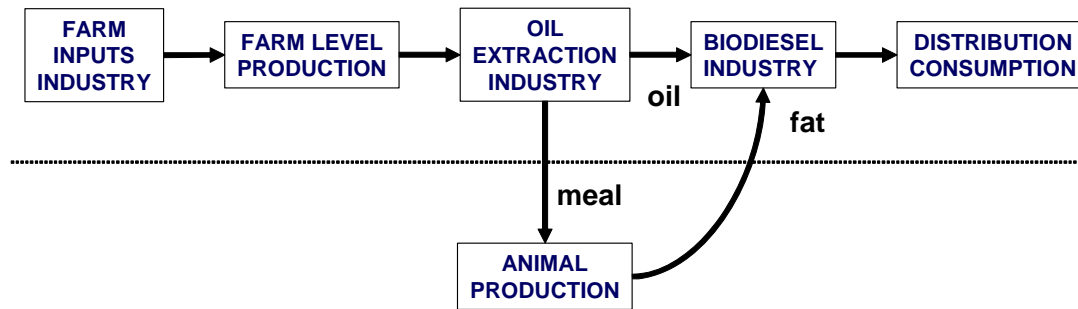 FARM
INPUTS
INDUSTRY
FARM LEVEL
PRODUCTION
OIL
EXTRACTION
INDUSTRY
oil
BIODIESEL
INDUSTRY
DISTRIBUTION
CONSUMPTION
fat
meal
ANIMAL
PRODUCTION